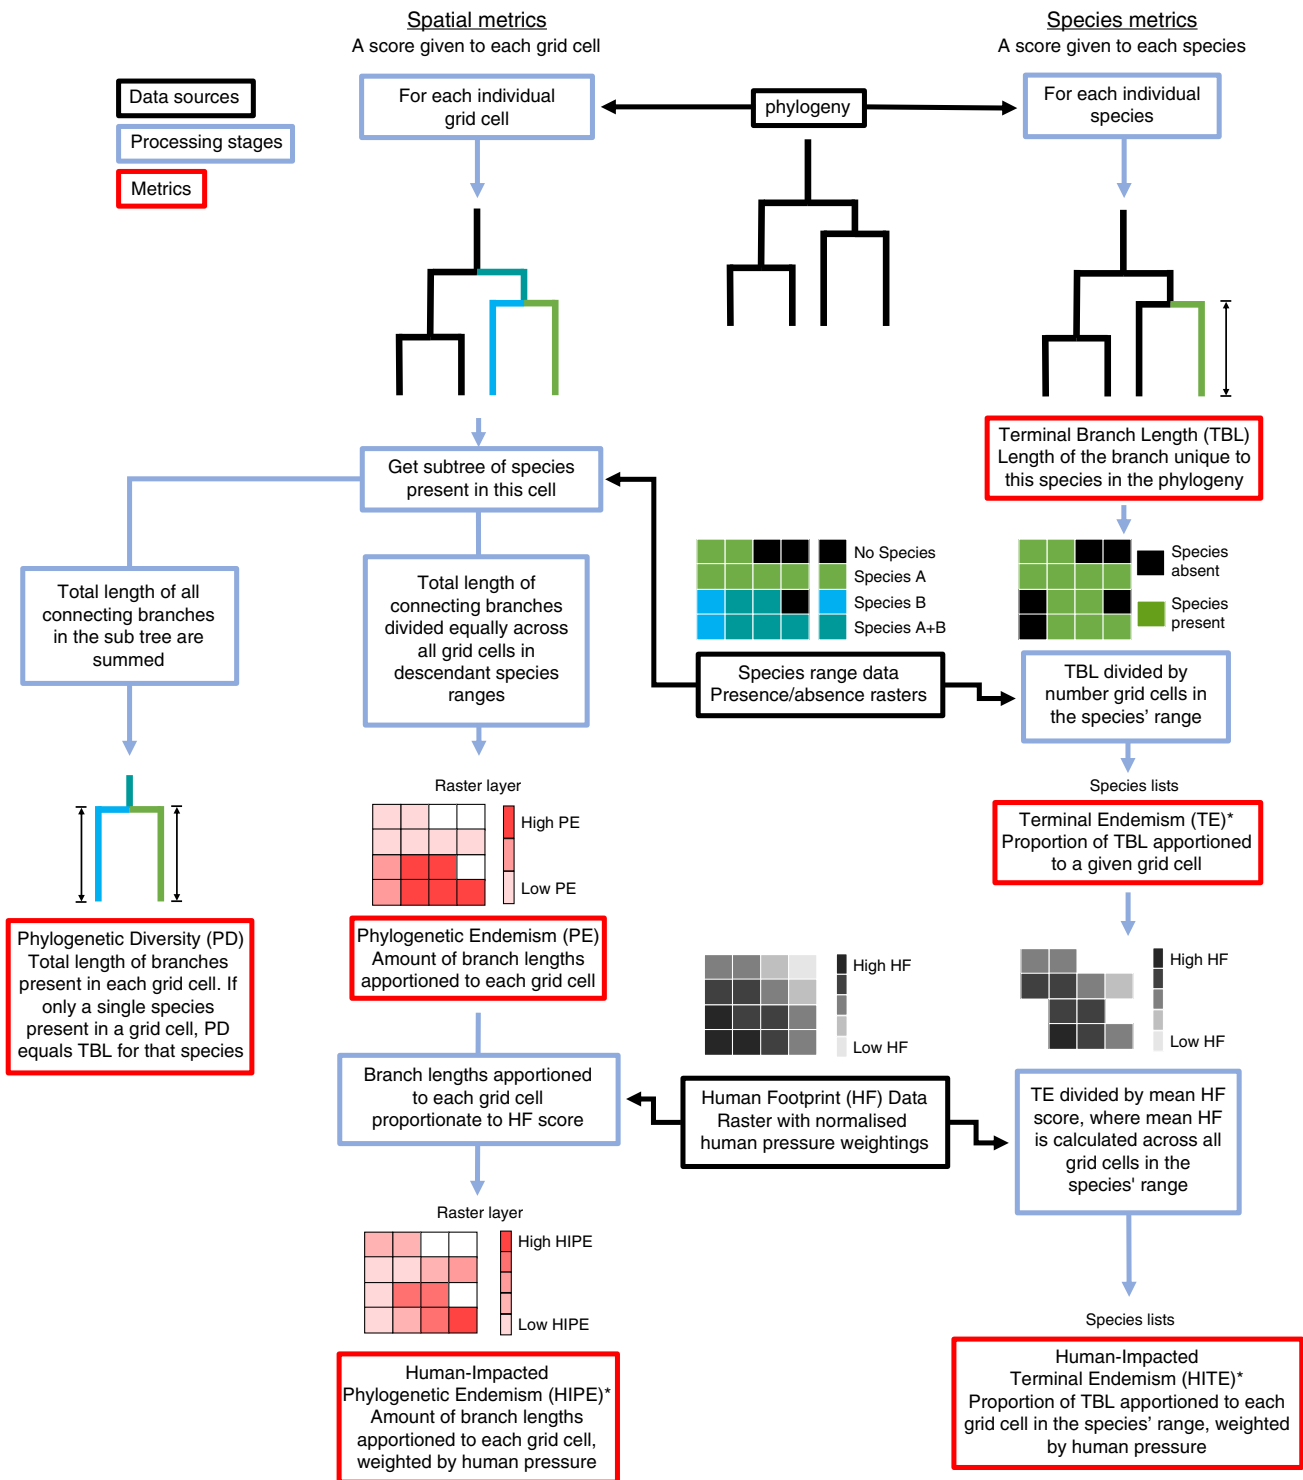 Spatial metrics
A score given to each grid cell
Species metrics
A score given to each species
Data sources
Processing stages
Metrics
For each individual
grid cell
phylogeny
For each individual
species
Terminal Branch Length (TBL)
Length of the branch unique to
this species in the phylogeny
Get subtree of species
present in this cell
No Species
Species A
Species B
Species A+B
Species
absent
Species
present
Total length of all
connecting branches
in the sub tree are
summed
Total length of
connecting branches
divided equally across
all grid cells in
descendant species
ranges
Species range data
Presence/absence rasters
TBL divided by
number grid cells in
the species' range
Raster layer
High PE
Low PE
Species lists
Terminal Endemism (TE)*
Proportion of TBL apportioned
to a given grid cell
Phylogenetic Diversity (PD)
Total length of branches
present in each grid cell. If
only a single species
present in a grid cell, PD
equals TBL for that species
Phylogenetic Endemism (PE)
Amount of branch lengths
apportioned to each grid cell
High HF
Low HF
High HF
Low HF
Branch lengths apportioned
to each grid cell
proportionate to HF score
Human Footprint (HF) Data
Raster with normalised
human pressure weightings
TE divided by mean HF
score, where mean HF
is calculated across all
grid cells in the
species' range
Raster layer
High HIPE
Low HIPE
Species lists
Human-Impacted
Phylogenetic Endemism (HIPE)*
Amount of branch lengths
apportioned to each grid cell,
weighted by human pressure
Human-Impacted
Terminal Endemism (HITE)*
Proportion of TBL apportioned to each
grid cell in the species' range, weighted
by human pressure